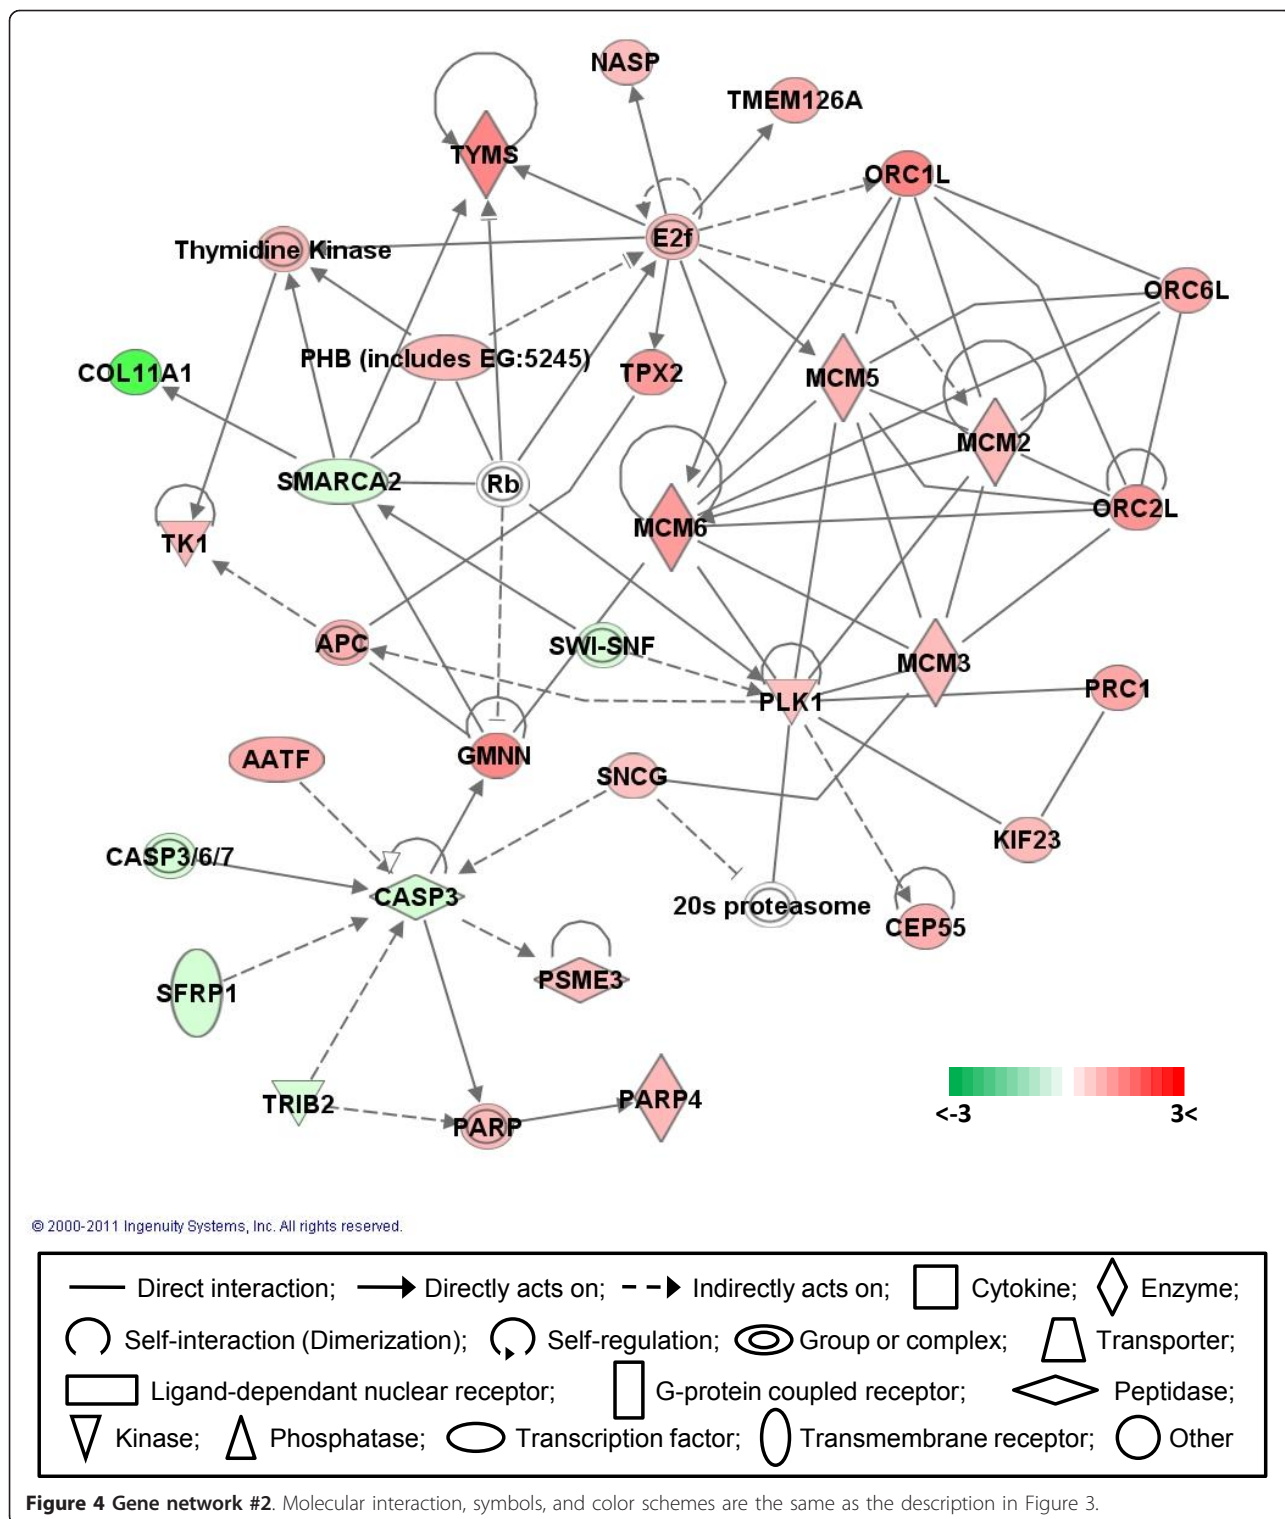 NASP
TMEM126A
TYMS
ORC1L
E2f
Thymidine Kinase
ORC6L
PHB (includes EG:5245)
COL11A1
TPX2
MCM5
MCM2
SMARCA2
Rb
ORC2L
MCM6
TK1
APC
SWI-SNF
MCM3
PRC1
PLK1
AATF
GMNN
SNCG
KIF23
CASP3/6/7
CASP3
20s proteasome
CEP55
PSME3
SFRP1
TRIB2
PARP4
PARP
<-3
3<
© 2000-2011 Ingenuity Systems, Inc. All rights reserved.
Direct interaction; Directly acts on; Indirectly acts on; Cytokine; Enzyme;
Self-interaction (Dimerization); Self-regulation; Group or complex; Transporter;
Ligand-dependant nuclear receptor; G-protein coupled receptor; Peptidase;
Kinase; Phosphatase; Transcription factor; Transmembrane receptor; Other
Figure 4 Gene network #2. Molecular interaction, symbols, and color schemes are the same as the description in Figure 3.